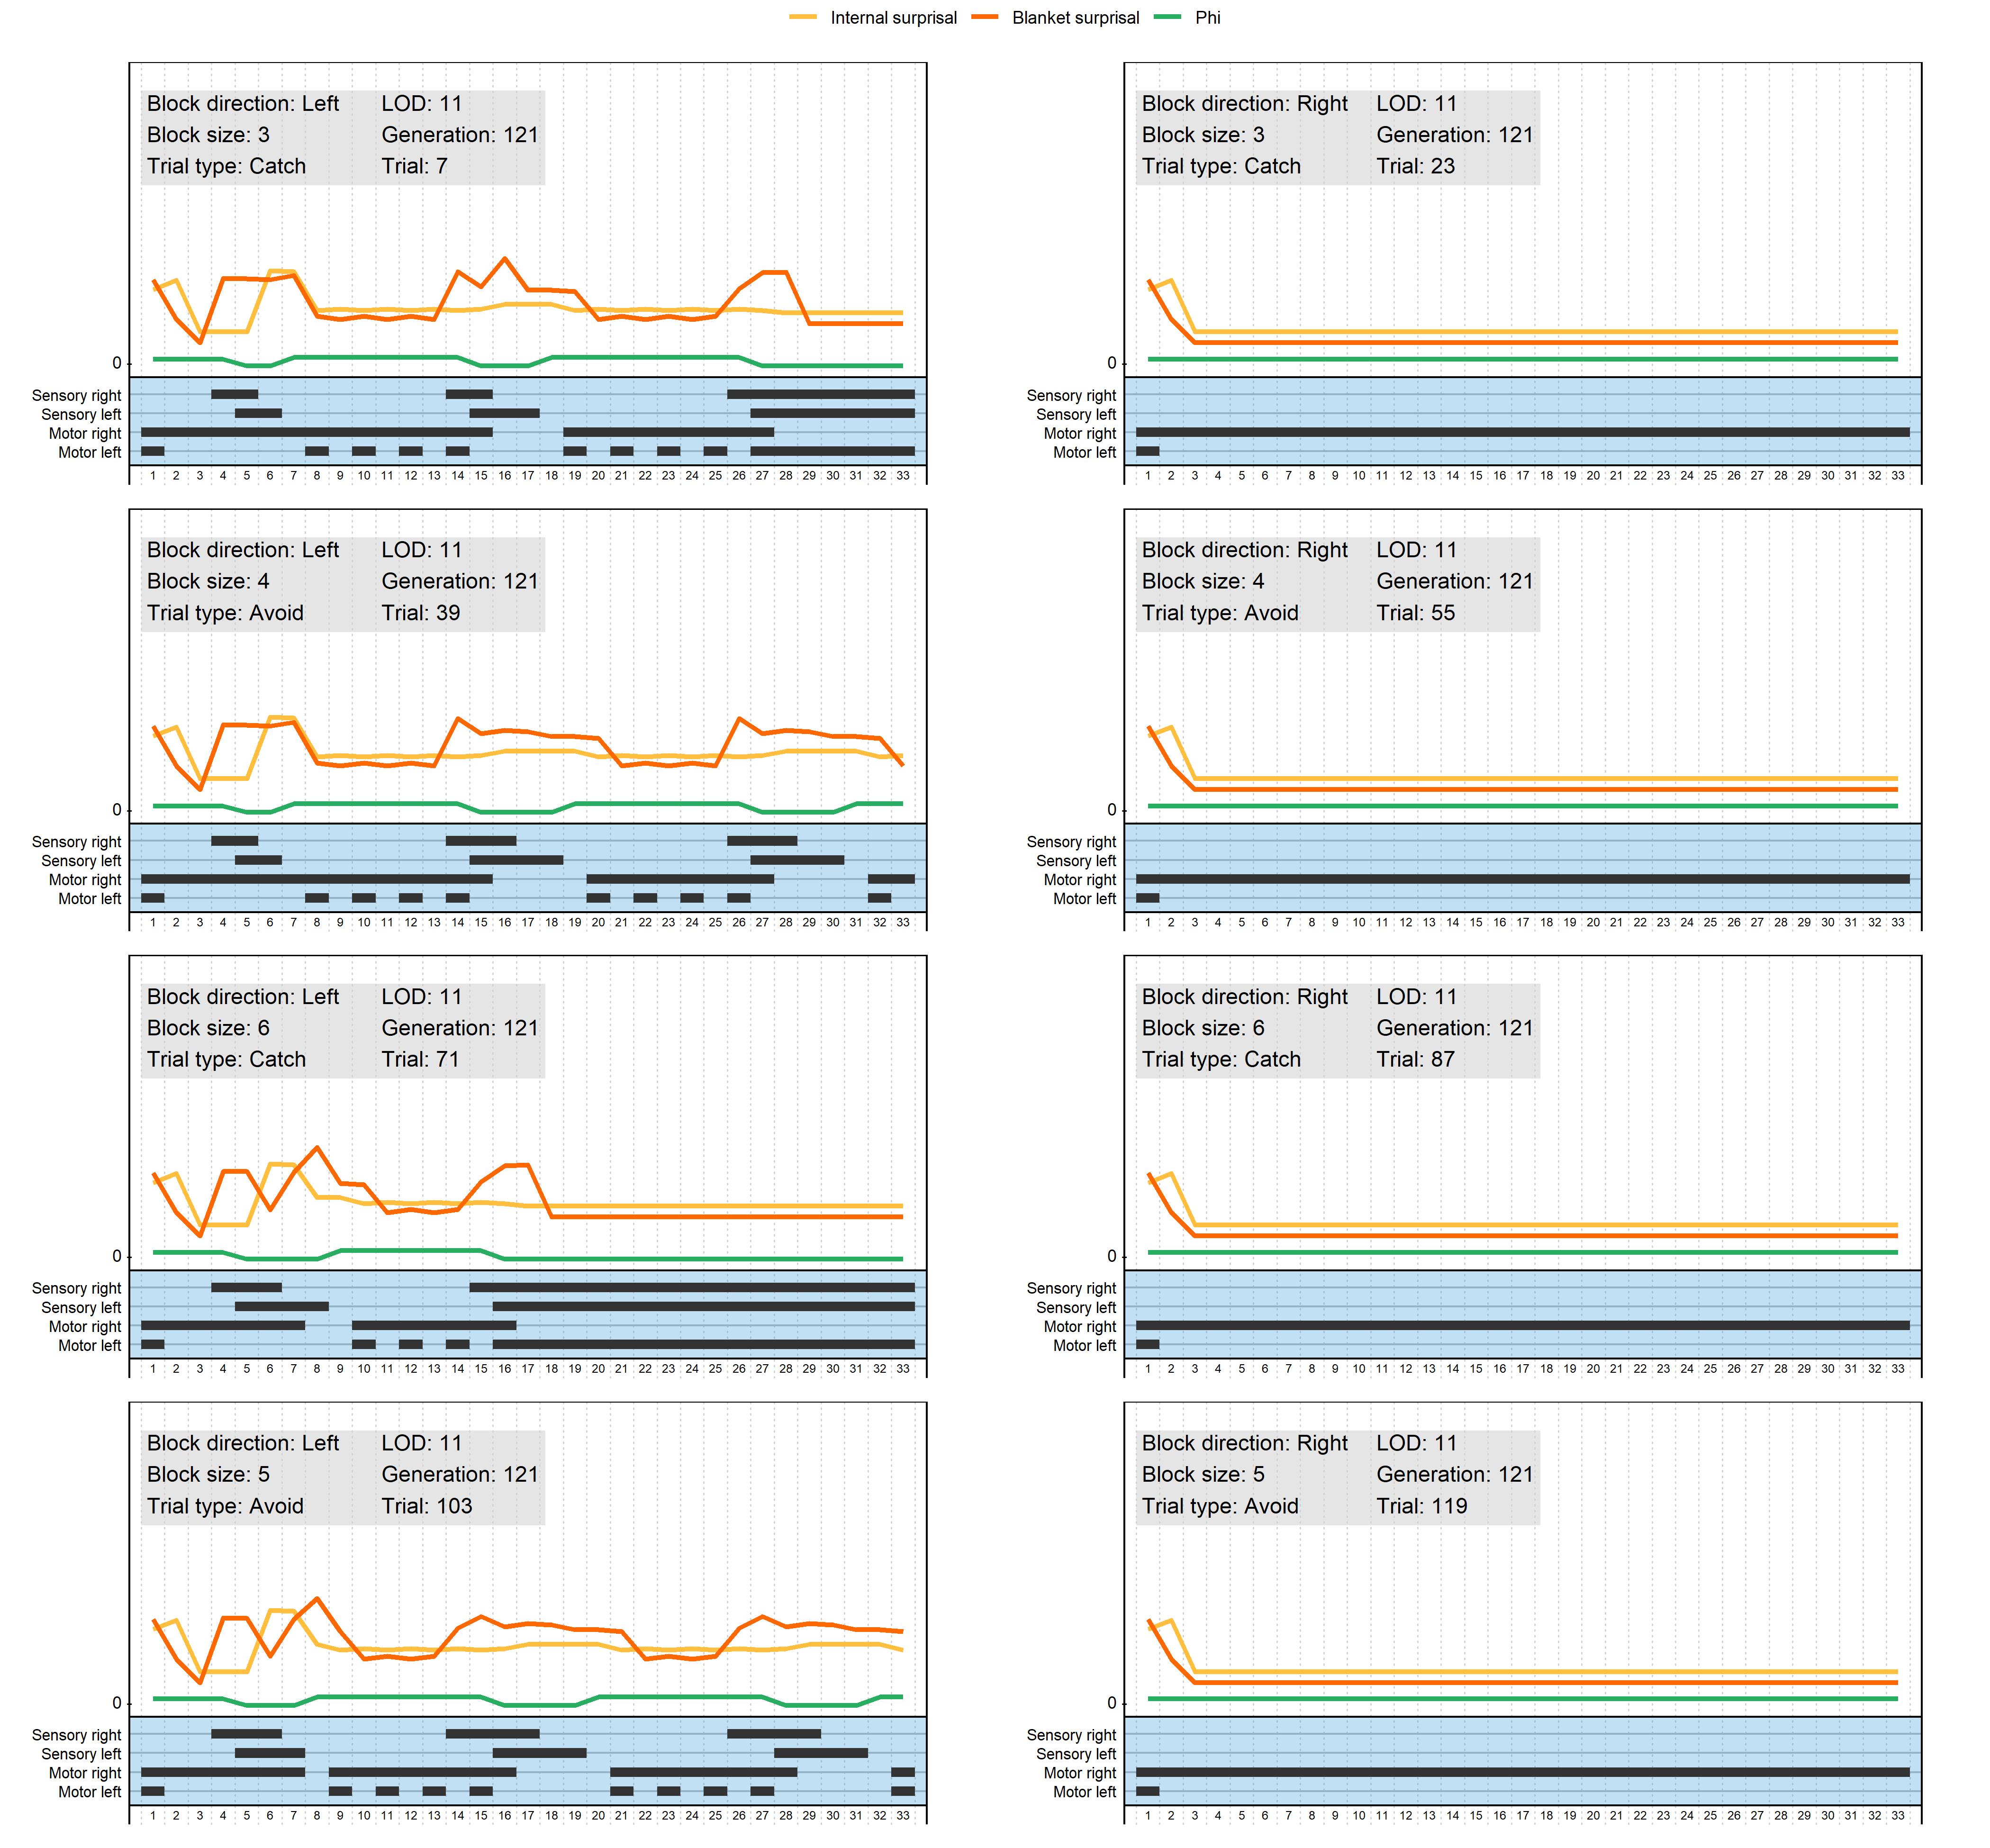 Internal surprisal Blanket surprisal Phi
Block direction: Left LOD: 11
Block size: 3 Generation: 121
Trial type: Catch Trial: 7
0
Sensory right
Sensory left
Motor right
Motor left
1 2 3 4 5 6 7 8 9 10 11 12 13 14 15 16 17 18 19 20 21 22 23 24 25 26 27 28 29 30 31 32 33
Block direction: Right LOD: 11
Block size: 3 Generation: 121
Trial type: Catch Trial: 23
0
Sensory right
Sensory left
Motor right
Motor left
1 2 3 4 5 6 7 8 9 10 11 12 13 14 15 16 17 18 19 20 21 22 23 24 25 26 27 28 29 30 31 32 33
Block direction: Left LOD: 11
Block size: 4 Generation: 121
Trial type: Avoid Trial: 39
0
Sensory right
Sensory left
Motor right
Motor left
1 2 3 4 5 6 7 8 9 10 11 12 13 14 15 16 17 18 19 20 21 22 23 24 25 26 27 28 29 30 31 32 33
Block direction: Right LOD: 11
Block size: 4 Generation: 121
Trial type: Avoid Trial: 55
0
Sensory right
Sensory left
Motor right
Motor left
1 2 3 4 5 6 7 8 9 10 11 12 13 14 15 16 17 18 19 20 21 22 23 24 25 26 27 28 29 30 31 32 33
Block direction: Left LOD: 11
Block size: 6 Generation: 121
Trial type: Catch Trial: 71
0
Sensory right
Sensory left
Motor right
Motor left
1 2 3 4 5 6 7 8 9 10 11 12 13 14 15 16 17 18 19 20 21 22 23 24 25 26 27 28 29 30 31 32 33
Block direction: Right LOD: 11
Block size: 6 Generation: 121
Trial type: Catch Trial: 87
0
Sensory right
Sensory left
Motor right
Motor left
1 2 3 4 5 6 7 8 9 10 11 12 13 14 15 16 17 18 19 20 21 22 23 24 25 26 27 28 29 30 31 32 33
Block direction: Left LOD: 11
Block size: 5 Generation: 121
Trial type: Avoid Trial: 103
0
Sensory right
Sensory left
Motor right
Motor left
1 2 3 4 5 6 7 8 9 10 11 12 13 14 15 16 17 18 19 20 21 22 23 24 25 26 27 28 29 30 31 32 33
Block direction: Right LOD: 11
Block size: 5 Generation: 121
Trial type: Avoid Trial: 119
0
Sensory right
Sensory left
Motor right
Motor left
1 2 3 4 5 6 7 8 9 10 11 12 13 14 15 16 17 18 19 20 21 22 23 24 25 26 27 28 29 30 31 32 33